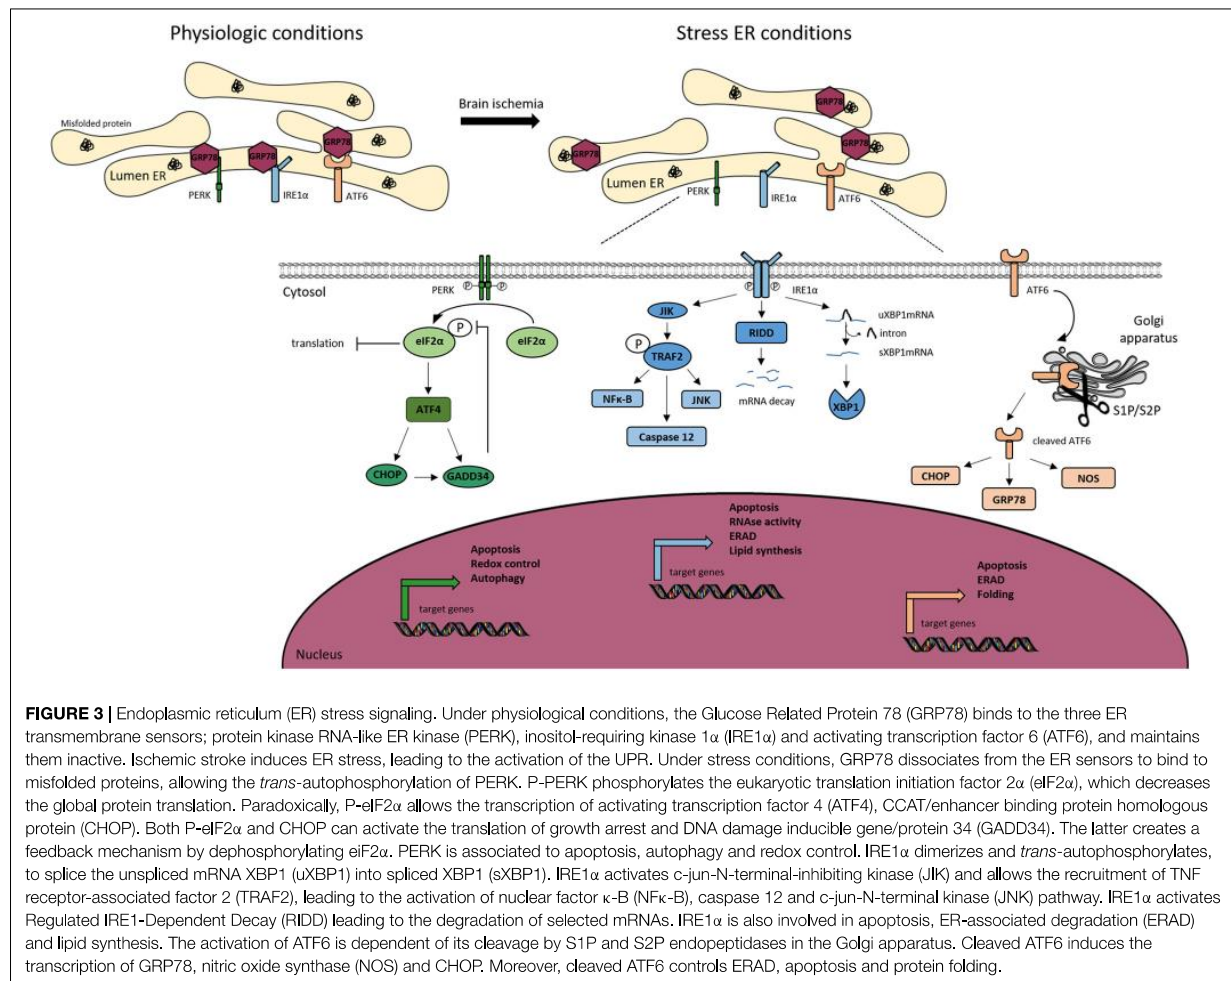 Physiologic conditions
Stress ER conditions
Brain ischemia
Misfolded protein
GRP78
GRP78
GRP78
Lumen ER
PERK
IRE1α
ATF6
GRP78
GRP78
GRP78
Lumen ER
PERK
IRE1α
ATF6
Cytosol
PERK
P
P
P
P
IRE1α
ATF6
translation
eIF2α
P
eIF2α
ATF4
CHOP
GADD34
JIK
P
TRAF2
NFκ-B
JNK
Caspase 12
RIDD
mRNA decay
uXBP1mRNA
intron
sXBP1mRNA
XBP1
Golgi
apparatus
S1P/S2P
cleaved ATF6
CHOP
NOS
GRP78
Apoptosis
Redox control
Autophagy
target genes
Apoptosis
RNAse activity
ERAD
Lipid synthesis
target genes
Apoptosis
ERAD
Folding
target genes
Nucleus
FIGURE 3 | Endoplasmic reticulum (ER) stress signaling. Under physiological conditions, the Glucose Related Protein 78 (GRP78) binds to the three ER
transmembrane sensors; protein kinase RNA-like ER kinase (PERK), inositol-requiring kinase 1α (IRE1α) and activating transcription factor 6 (ATF6), and maintains
them inactive. Ischemic stroke induces ER stress, leading to the activation of the UPR. Under stress conditions, GRP78 dissociates from the ER sensors to bind to
misfolded proteins, allowing the trans-autophosphorylation of PERK. P-PERK phosphorylates the eukaryotic translation initiation factor 2α (eIF2α), which decreases
the global protein translation. Paradoxically, P-eIF2α allows the transcription of activating transcription factor 4 (ATF4), CCAT/enhancer binding protein homologous
protein (CHOP). Both P-eIF2α and CHOP can activate the translation of growth arrest and DNA damage inducible gene/protein 34 (GADD34). The latter creates a
feedback mechanism by dephosphorylating eiF2α. PERK is associated to apoptosis, autophagy and redox control. IRE1α dimerizes and trans-autophosphorylates,
to splice the unspliced mRNA XBP1 (uXBP1) into spliced XBP1 (sXBP1). IRE1α activates c-jun-N-terminal-inhibiting kinase (JIK) and allows the recruitment of TNF
receptor-associated factor 2 (TRAF2), leading to the activation of nuclear factor κ-B (NFκ-B), caspase 12 and c-jun-N-terminal kinase (JNK) pathway. IRE1α activates
Regulated IRE1-Dependent Decay (RIDD) leading to the degradation of selected mRNAs. IRE1α is also involved in apoptosis, ER-associated degradation (ERAD)
and lipid synthesis. The activation of ATF6 is dependent of its cleavage by S1P and S2P endopeptidases in the Golgi apparatus. Cleaved ATF6 induces the
transcription of GRP78, nitric oxide synthase (NOS) and CHOP. Moreover, cleaved ATF6 controls ERAD, apoptosis and protein folding.